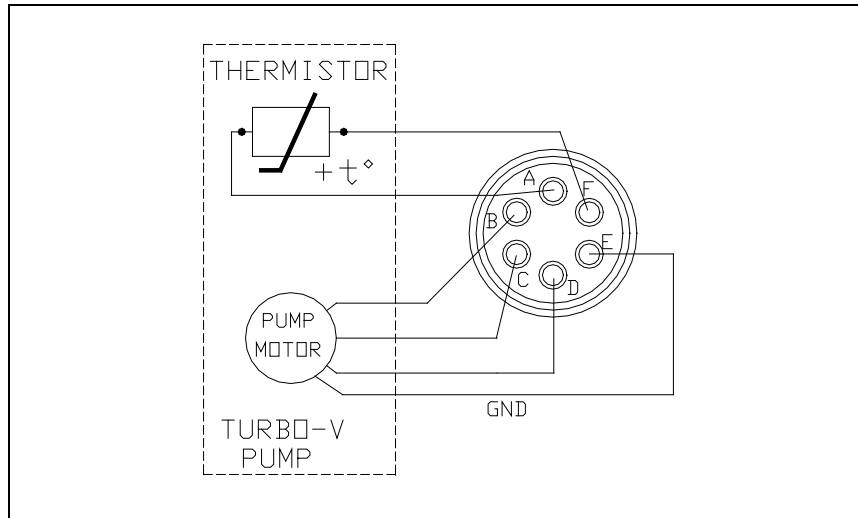 THERMISTOR
+t°
A
F
B
E
C
D
PUMP
MOTOR
GND
TURBO-V
PUMP